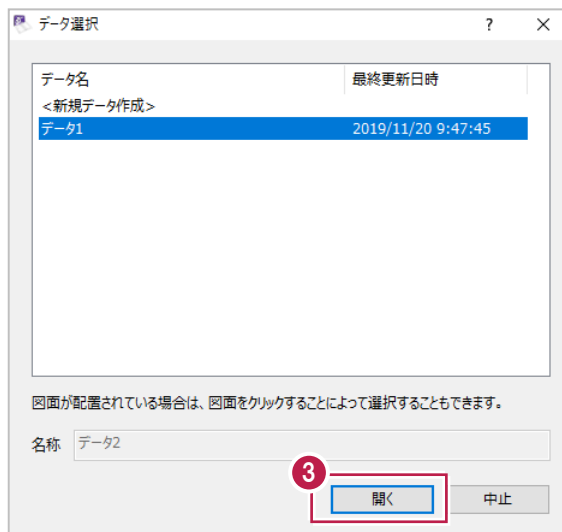 データ選択 ? ×
データ名 最終更新日時
<新規データ作成>
データ1 2019/11/20 9:47:45
図面が配置されている場合は、図面をクリックすることによって選択することもできます。
名称 データ2
3
開く 中止